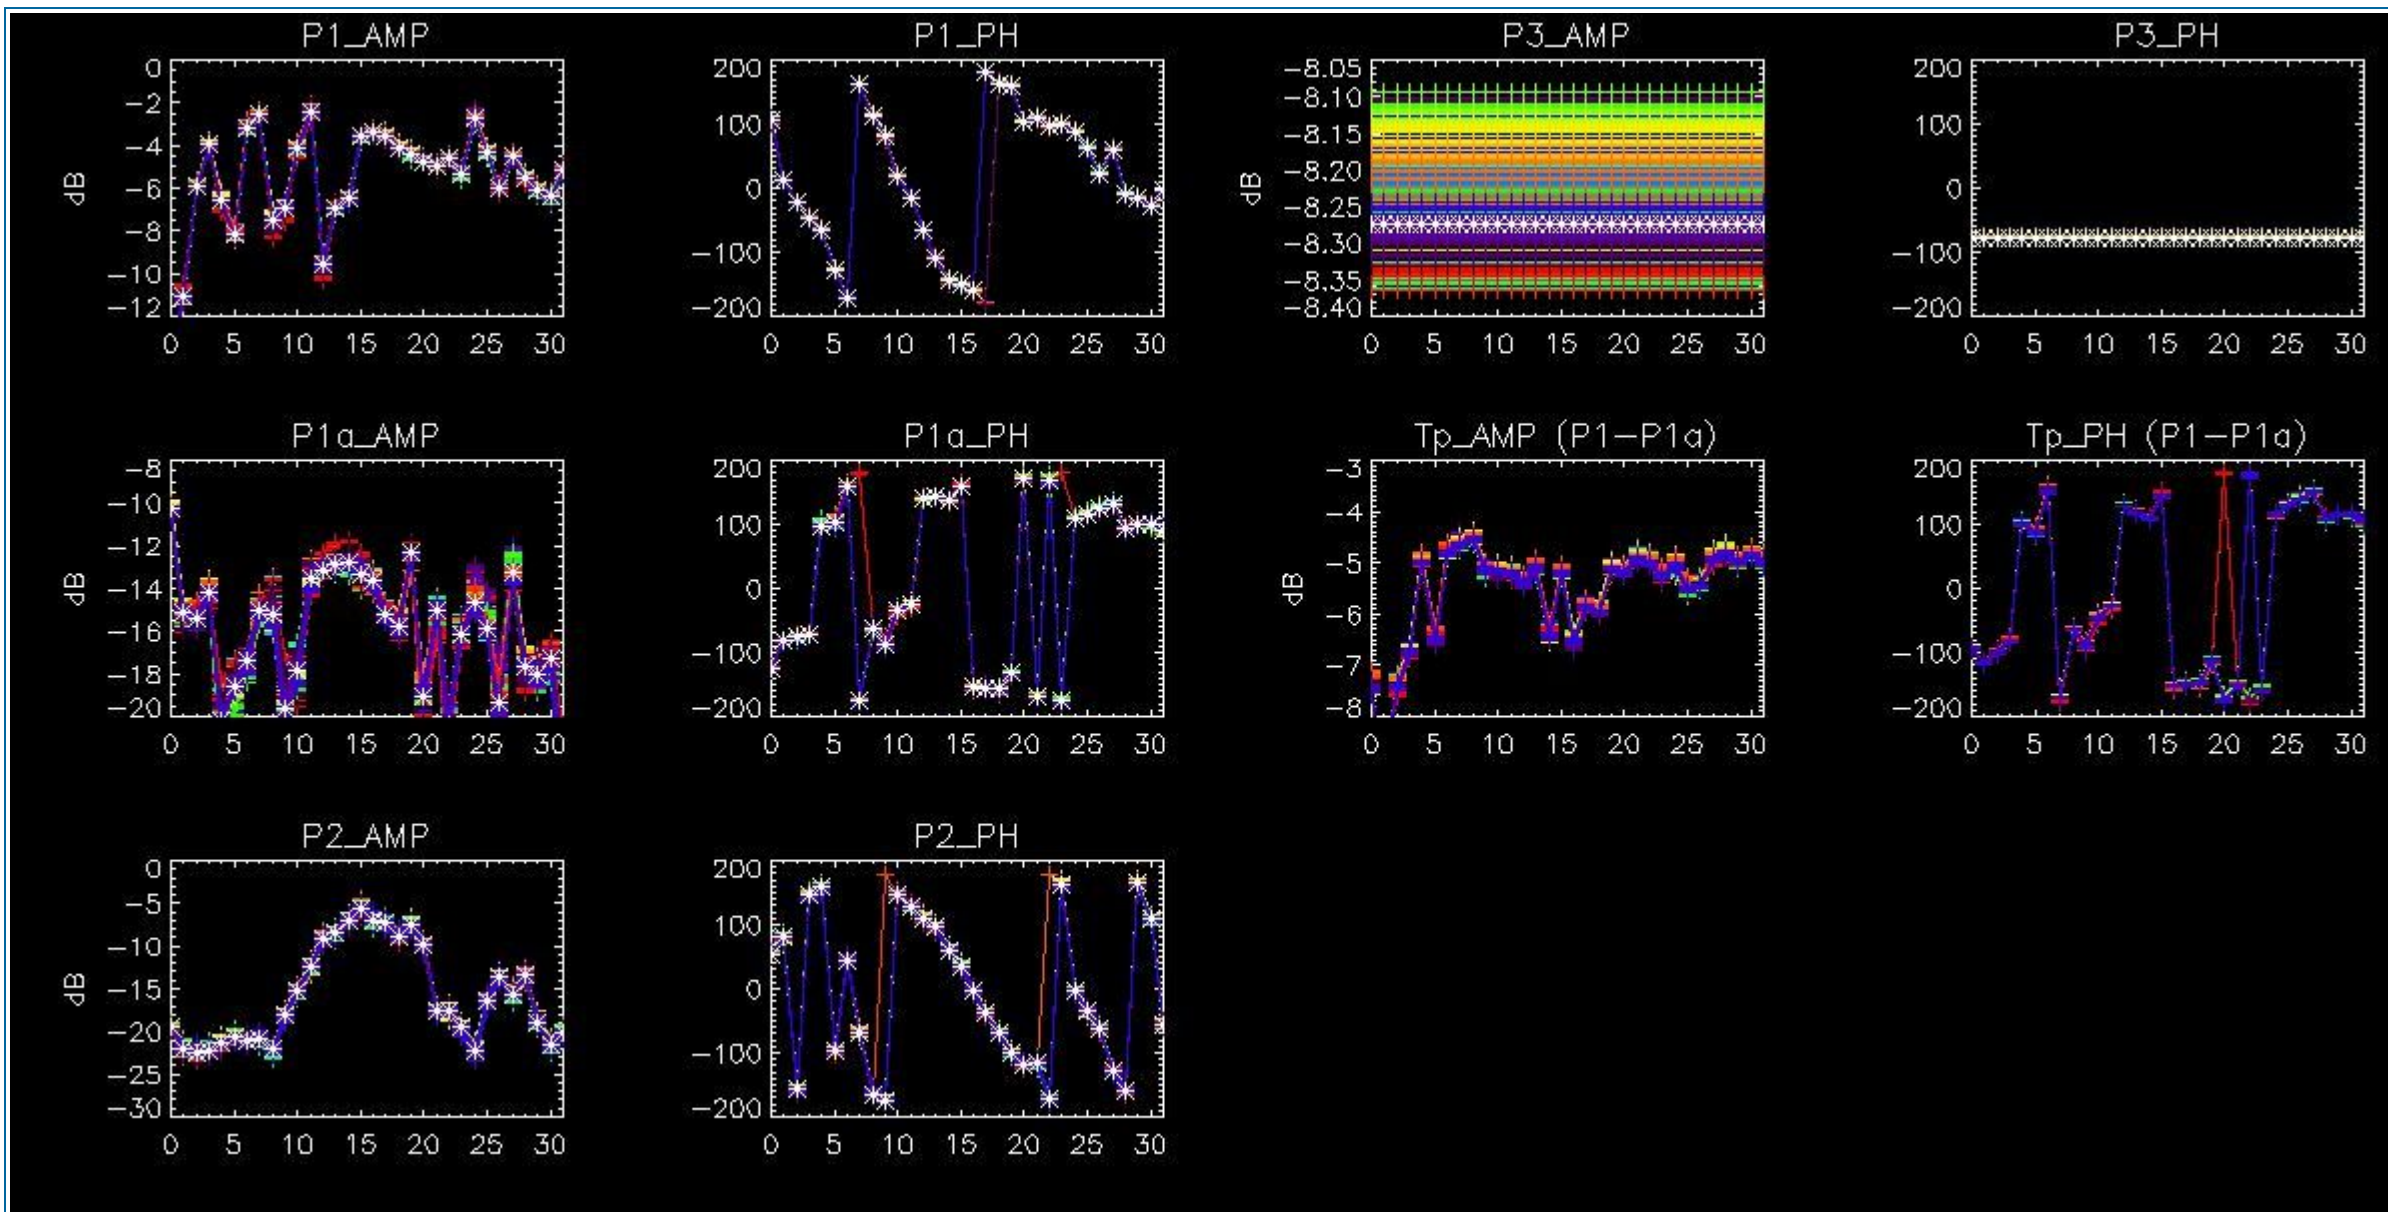 P1_AMP
0
−2
−4
−6
−8
−10
−12
dB
0 5 10 15 20 25 30
P1_PH
200
100
0
−100
−200
0 5 10 15 20 25 30
P3_AMP
−8.05
−8.10
−8.15
−8.20
−8.25
−8.30
−8.35
−8.40
dB
0 5 10 15 20 25 30
P3_PH
200
100
0
−100
−200
0 5 10 15 20 25 30
P1a_AMP
−8
−10
−12
−14
−16
−18
−20
dB
0 5 10 15 20 25 30
P1a_PH
200
100
0
−100
−200
0 5 10 15 20 25 30
Tp_AMP (P1−P1a)
−3
−4
−5
−6
−7
−8
dB
0 5 10 15 20 25 30
Tp_PH (P1−P1a)
200
100
0
−100
−200
0 5 10 15 20 25 30
P2_AMP
0
−5
−10
−15
−20
−25
−30
dB
0 5 10 15 20 25 30
P2_PH
200
100
0
−100
−200
0 5 10 15 20 25 30